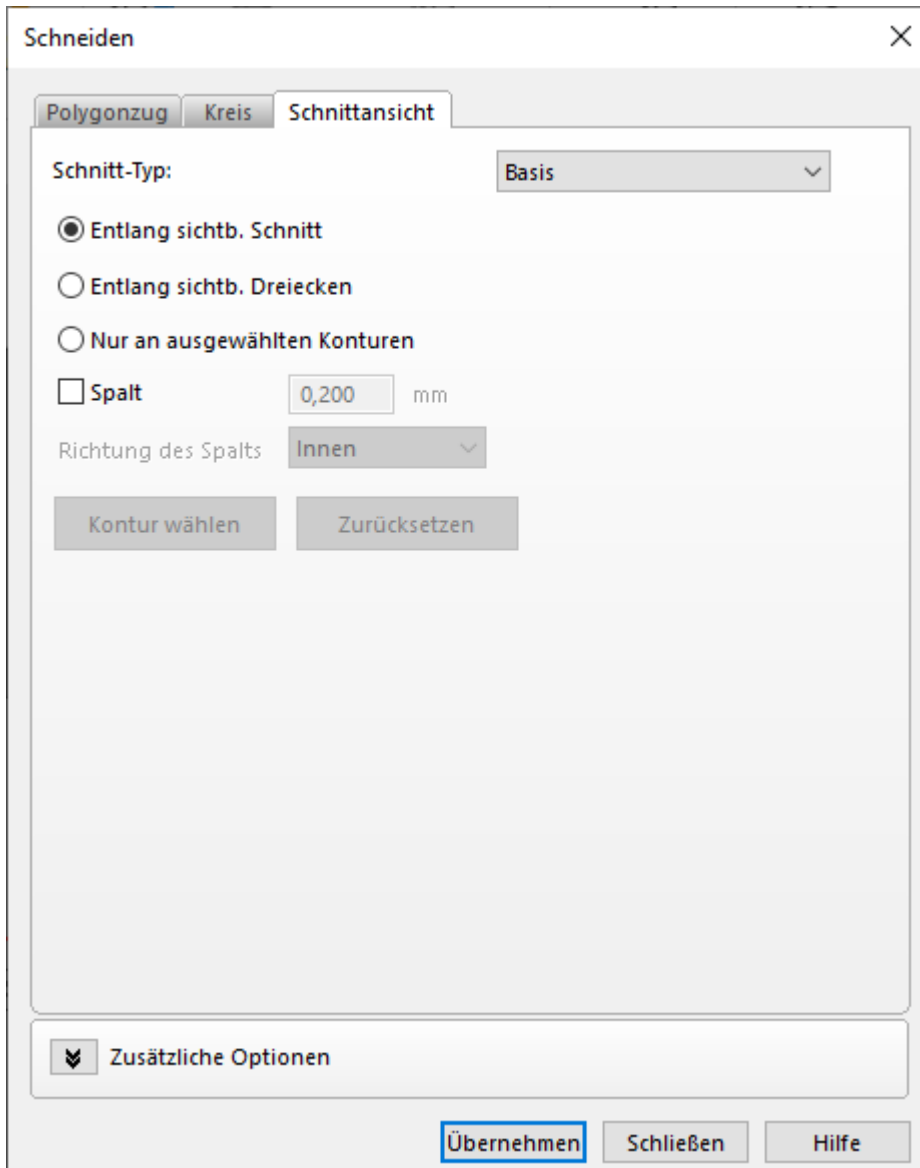 Schneiden
Polygonzug Kreis Schnittansicht
Schnitt-Typ: Basis
Entlang sichtb. Schnitt
Entlang sichtb. Dreiecken
Nur an ausgewählten Konturen
Spalt 0,200 mm
Richtung des Spalts Innen
Kontur wählen Zurücksetzen
Zusätzliche Optionen
Übernehmen Schließen Hilfe